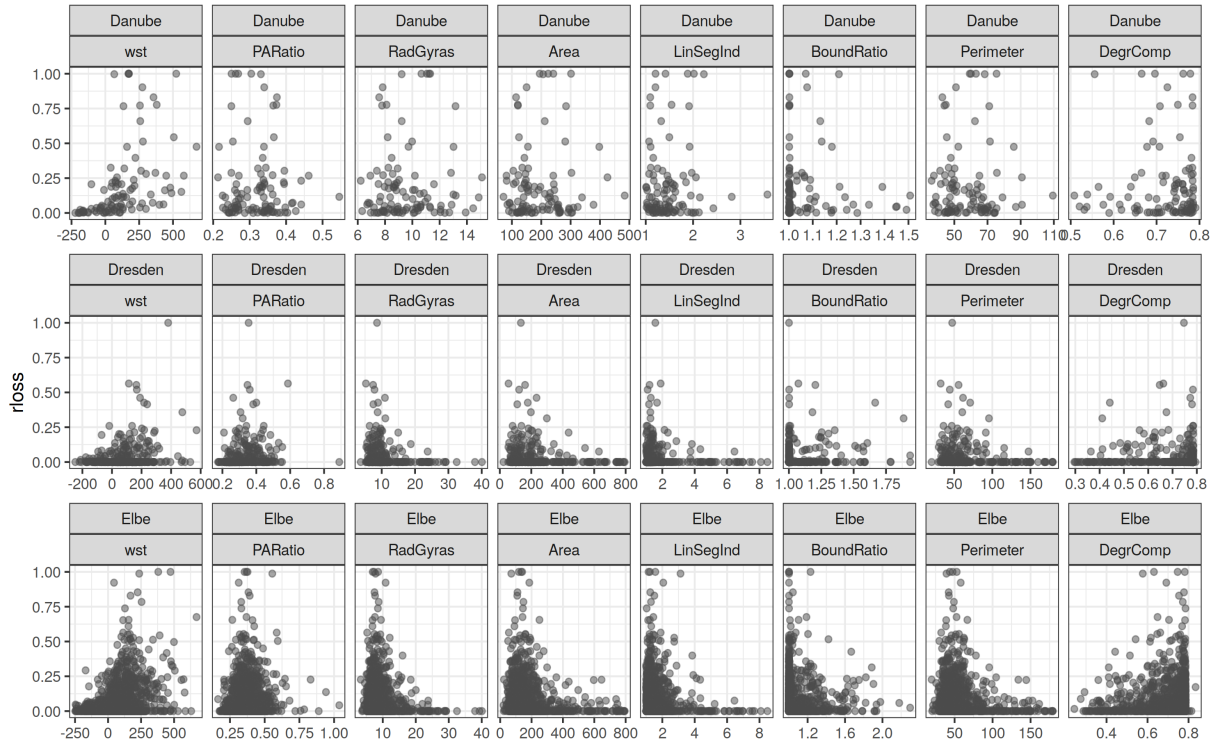 Danube Danube Danube Danube Danube Danube Danube Danube
wst PARatio RadGyras Area LinSegInd BoundRatio Perimeter DegrComp
1.00
0.75
0.50
0.25
0.00
-250 0 250 500 0.2 0.3 0.4 0.5 6 8 10 12 14 100 200 300 400 500 1 2 3 1.0 1.1 1.2 1.3 1.4 1.5 50 70 90 110 0.5 0.6 0.7 0.8
Dresden Dresden Dresden Dresden Dresden Dresden Dresden Dresden
wst PARatio RadGyras Area LinSegInd BoundRatio Perimeter DegrComp
1.00
0.75
rloss
0.50
0.25
0.00
-200 0 200 400 600 0.2 0.4 0.6 0.8 10 20 30 40 0 200 400 600 800 2 4 6 8 1.00 1.25 1.50 1.75 50 100 150 0.3 0.4 0.5 0.6 0.7 0.8
Elbe Elbe Elbe Elbe Elbe Elbe Elbe Elbe
wst PARatio RadGyras Area LinSegInd BoundRatio Perimeter DegrComp
1.00
0.75
0.50
0.25
0.00
-250 0 250 500 0.25 0.50 0.75 1.00 10 20 30 40 0 200 400 600 800 2 4 6 8 1.2 1.6 2.0 50 100 150 0.4 0.6 0.8